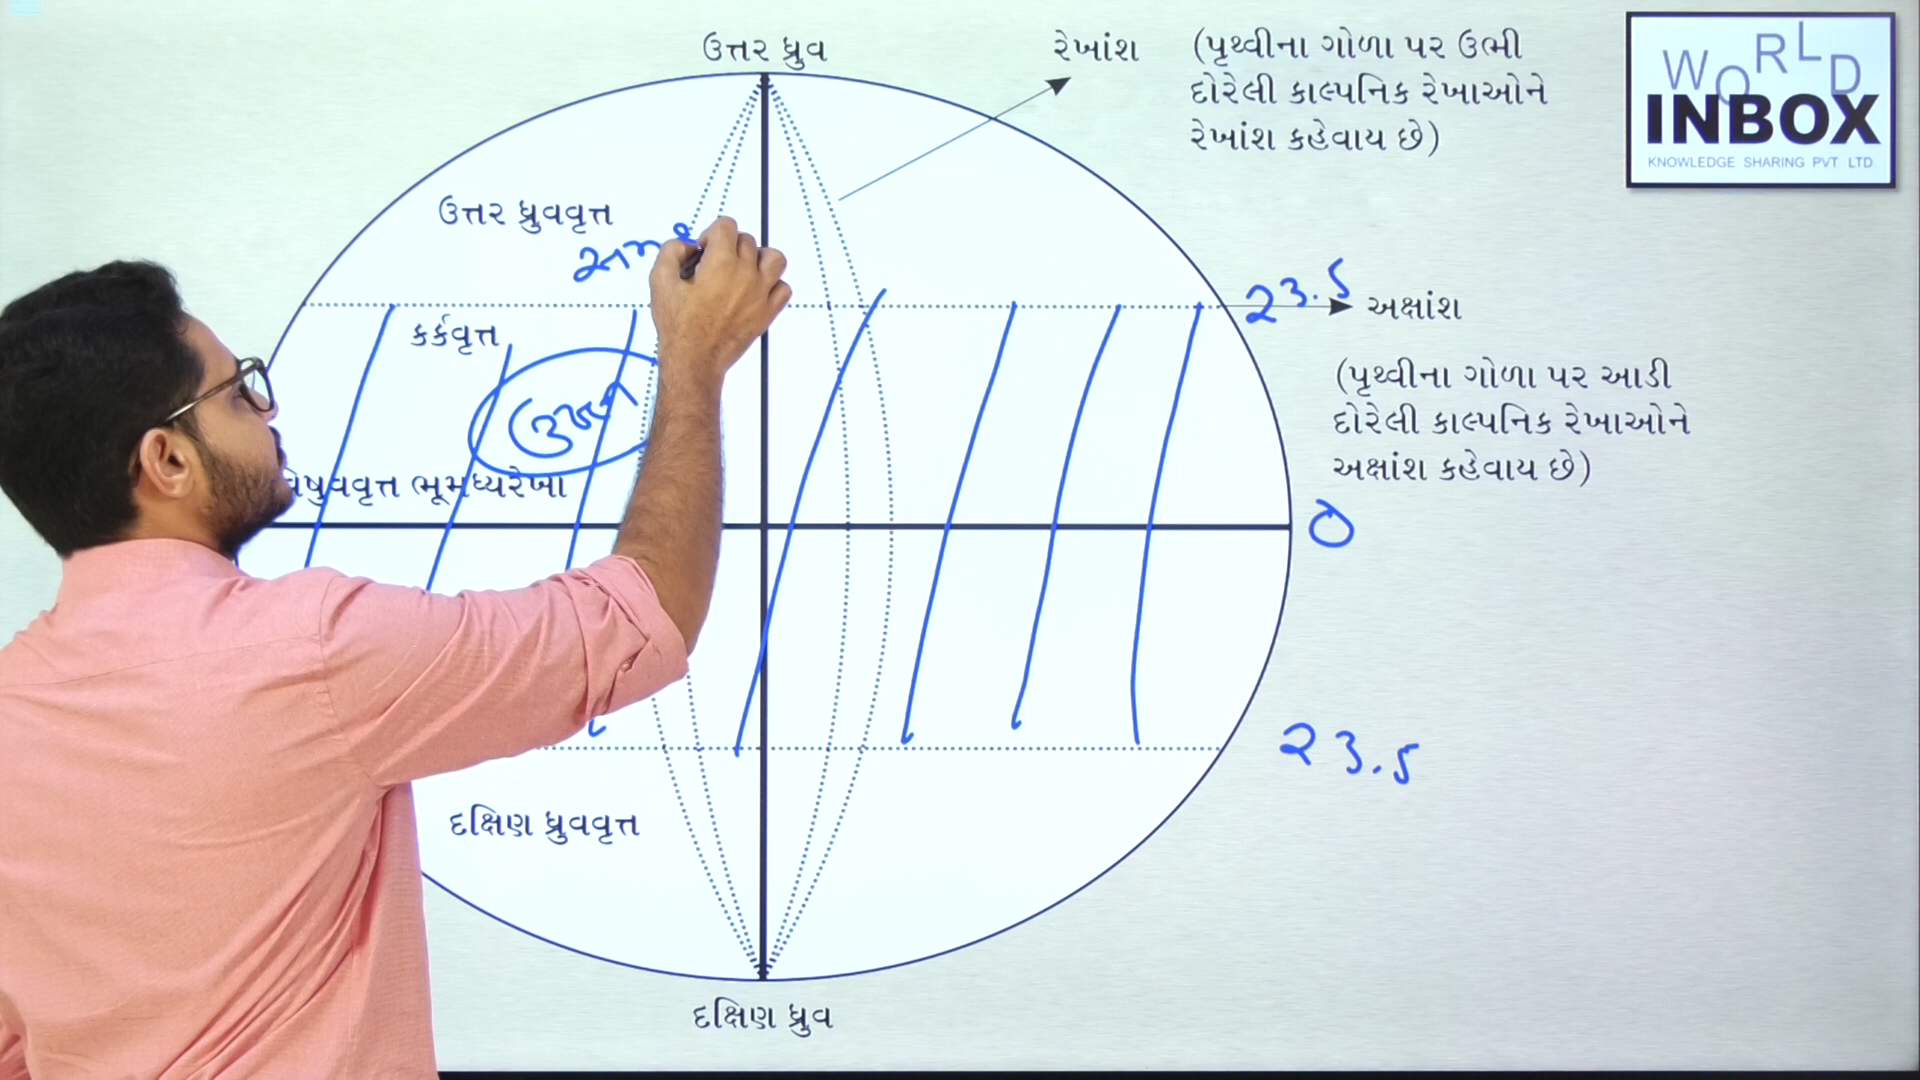 ઉત્તર ધ્રુવ
રેખાંશ
(પૃથ્વીના ગોળા પર ઉભી
દોરેલી કાલ્પનિક રેખાઓને
રેખાંશ કહેવાય છે)
WORLD
INBOX
KNOWLEDGE SHARING PVT LTD
ઉત્તર ધ્રુવવૃત્ત
23.5
અક્ષાંશ
કર્કવૃત્ત
(પૃથ્વીના ગોળા પર આડી
દોરેલી કાલ્પનિક રેખાઓને
અક્ષાંશ કહેવાય છે)
ભૂમધ્યરેખા
0
23.5
દક્ષિણ ધ્રુવવૃત્ત
દક્ષિણ ધ્રુવ